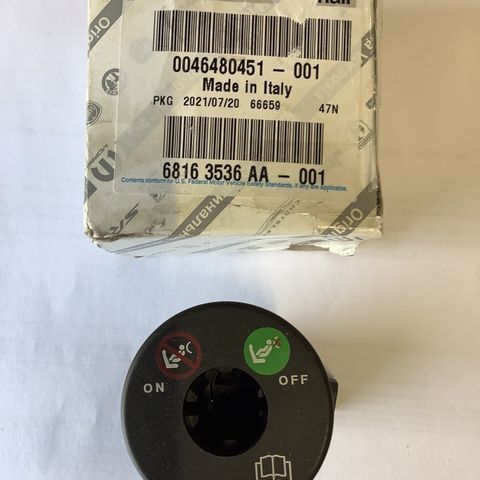 0046480451 - 001
Made in Italy
PKG 2021/07/20 66659 47N
6816 3536 AA - 001
Contents conform to U.S. Federal Motor Vehicle Safety Standards. If any are applicable.
ON
OFF